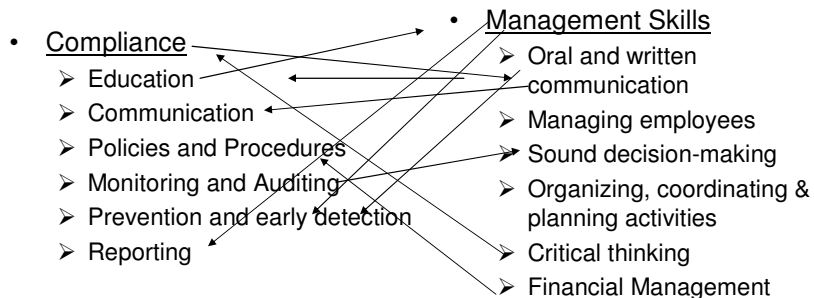 • Compliance
➢ Education
➢ Communication
➢ Policies and Procedures
➢ Monitoring and Auditing
➢ Prevention and early detection
➢ Reporting
• Management Skills
➢ Oral and written
communication
➢ Managing employees
➢ Sound decision-making
➢ Organizing, coordinating &
planning activities
➢ Critical thinking
➢ Financial Management